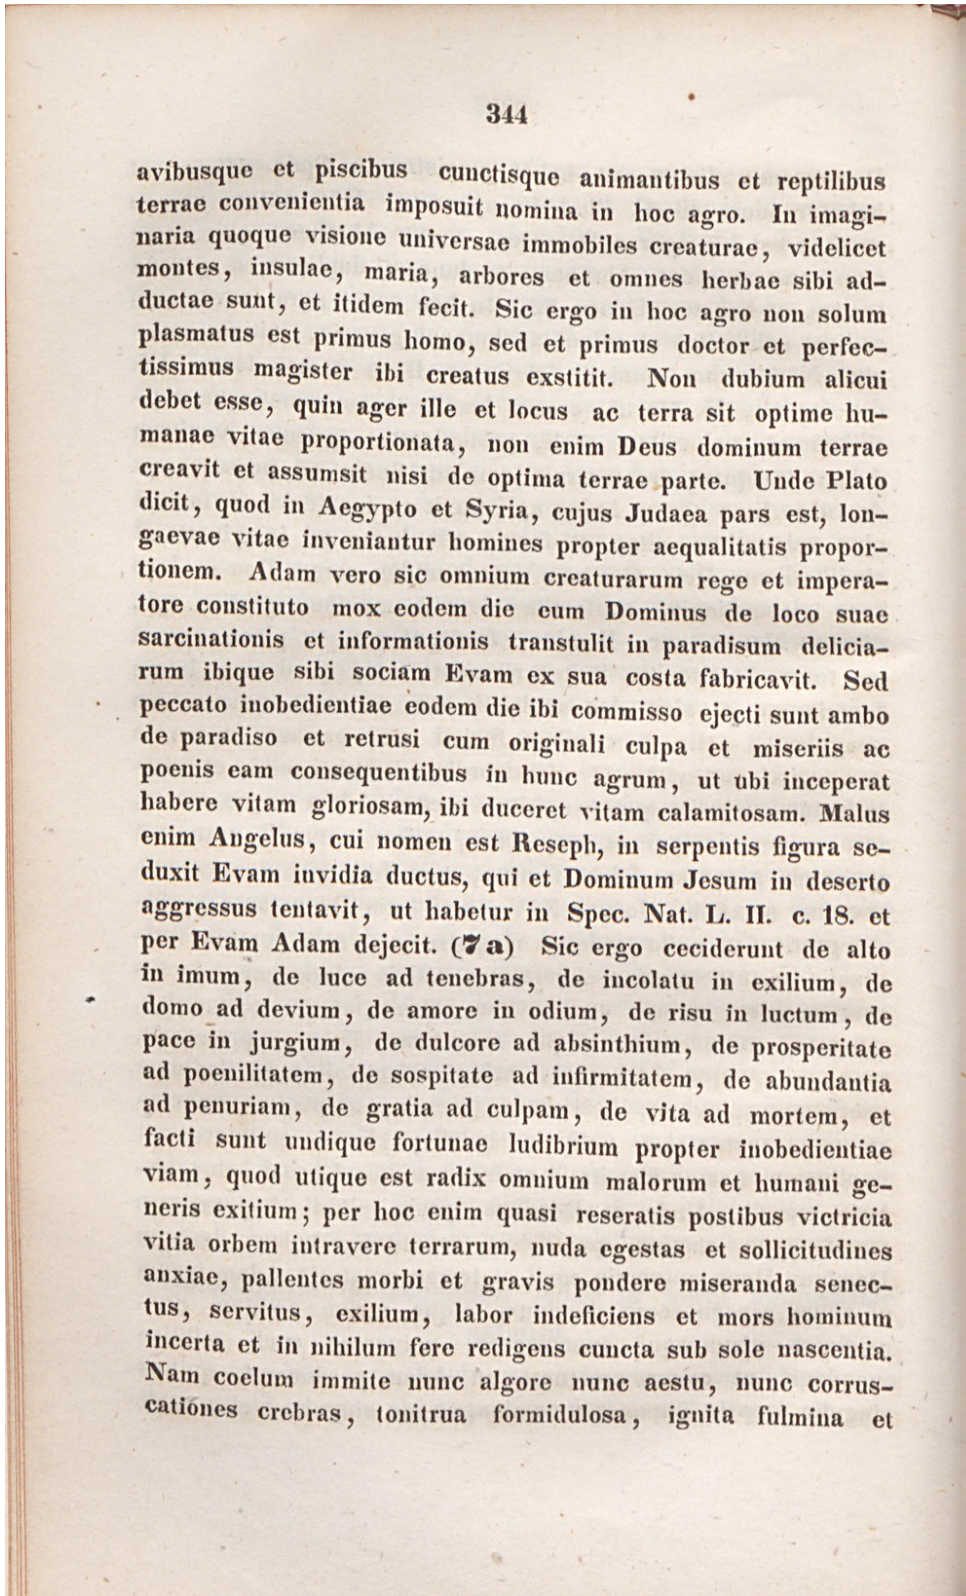 344
avibusque et piscibus cunctisque animantibus et reptilibus
terrae convenientia imposuit nomina in hoc agro. In imagi-
naria quoque visione universae immobiles creaturae, videlicet
montes, insulae, maria, arbores et omnes herbae sibi ad-
ductae sunt, et itidem fecit. Sic ergo in hoc agro non solum
plasmatus est primus homo, sed et primus doctor et perfec-
tissimus magister ibi creatus exstitit. Non dubium alicui
debet esse, quin ager ille et locus ac terra sit optime hu-
manae vitae proportionata, non enim Deus dominum terrae
creavit et assumsit nisi de optima terrae parte. Unde Plato
dicit, quod in Aegypto et Syria, cujus Judaea pars est, lon-
gaevae vitae inveniantur homines propter aequalitatis propor-
tionem. Adam vero sic omnium creaturarum rege et impera-
tore constituto mox eodem die eum Dominus de loco suae
sarcinationis et informationis transtulit in paradisum delicia-
rum ibique sibi sociam Evam ex sua costa fabricavit. Sed
peccato inobedientiae eodem die ibi commisso ejecti sunt ambo
de paradiso et retrusi cum originali culpa et miseriis ac
poenis eam consequentibus in hunc agrum, ut ubi inceperat
habere vitam gloriosam, ibi duceret vitam calamitosam. Malus
enim Angelus, cui nomen est Reseph, in serpentis figura se-
duxit Evam invidia ductus, qui et Dominum Jesum in deserto
aggressus tentavit, ut habetur in Spec. Nat. L. II. c. 18. et
per Evam Adam dejecit. (7 a) Sic ergo ceciderunt de alto
in imum, de luce ad tenebras, de incolatu in exilium, de
domo ad devium, de amore in odium, de risu in luctum, de
pace in jurgium, de dulcore ad absinthium, de prosperitate
ad poenilitatem, de sospitate ad infirmitatem, de abundantia
ad penuriam, de gratia ad culpam, de vita ad mortem, et
facti sunt undique fortunae ludibrium propter inobedientiae
viam, quod utique est radix omnium malorum et humani ge-
neris exitium; per hoc enim quasi reseratis postibus victricia
vitia orbem intravere terrarum, nuda egestas et sollicitudines
anxiae, pallentes morbi et gravis pondere miseranda senec-
tus, servitus, exilium, labor indeficiens et mors hominum
incerta et in nihilum fere redigens cuncta sub sole nascentia.
Nam coelum immite nunc algore nunc aestu, nunc corrus-
cationes crebras, tonitrua formidulosa, ignita fulmina et